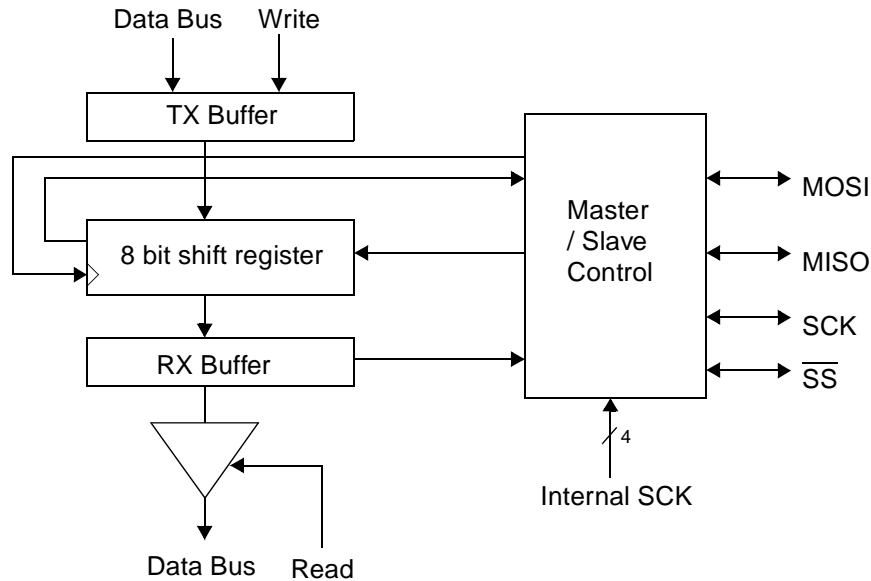 Data Bus Write
TX Buffer
MOSI
Master
/ Slave
Control
8 bit shift register
MISO
SCK
RX Buffer
SS
4
Internal SCK
Data Bus Read